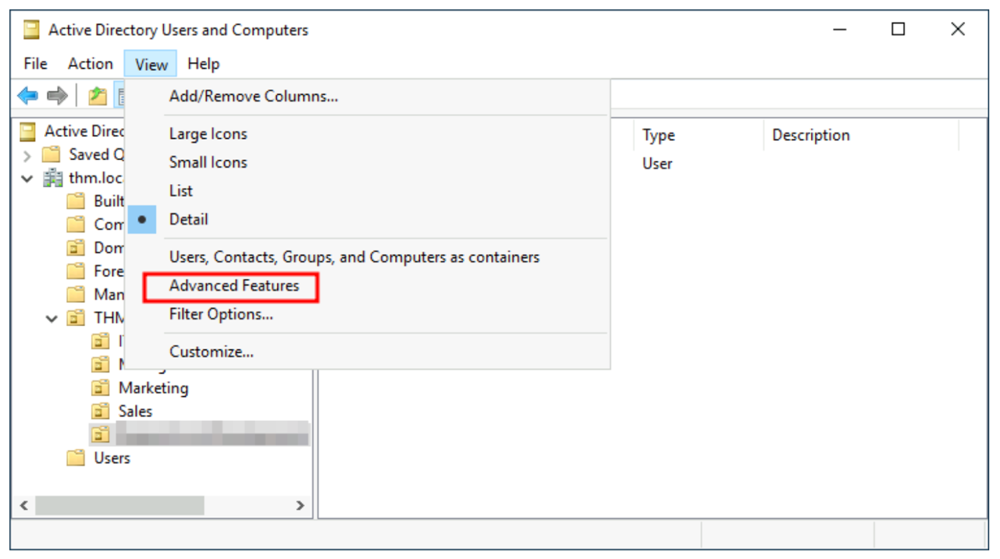 Active Directory Users and Computers
File Action View Help
Add/Remove Columns...
Large Icons
Small Icons
List
Detail
Users, Contacts, Groups, and Computers as containers
Advanced Features
Filter Options...
Customize...
Active Direc
Saved Q
thm.loc
Built
Com
Dom
Fore
Man
THM
Marketing
Sales
Users
Type Description
User